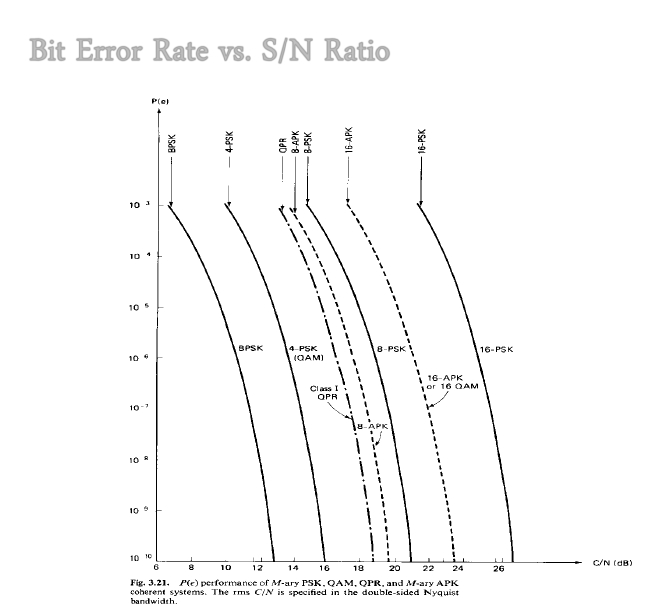 Bit Error Rate vs. S/N Ratio
P(e)
BPSK
4-PSK
QPR
8-APK
8-PSK
16-APK
16-PSK
10⁻³
10⁻⁴
10⁻⁵
10⁻⁶
10⁻⁷
10⁻⁸
10⁻⁹
10⁻¹⁰
BPSK
4-PSK
(QAM)
8-PSK
16-PSK
Class I
QPR
16-APK
or 16 QAM
8-APK
6 8 10 12 14 16 18 20 22 24 26
C/N (dB)
Fig. 3.21. P(e) performance of M-ary PSK, QAM, QPR, and M-ary APK
coherent systems. The rms C/N is specified in the double-sided Nyquist
bandwidth.